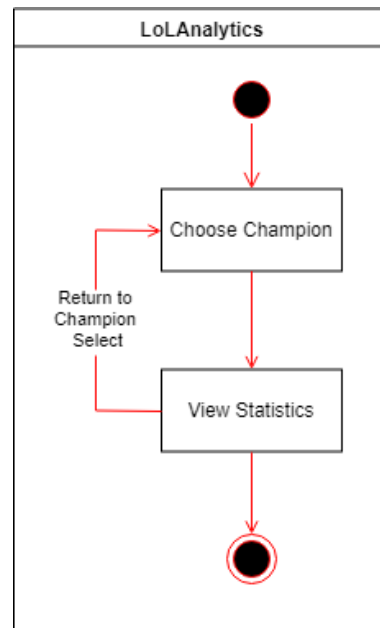 LoLAnalytics
Choose Champion
Return to
Champion
Select
View Statistics